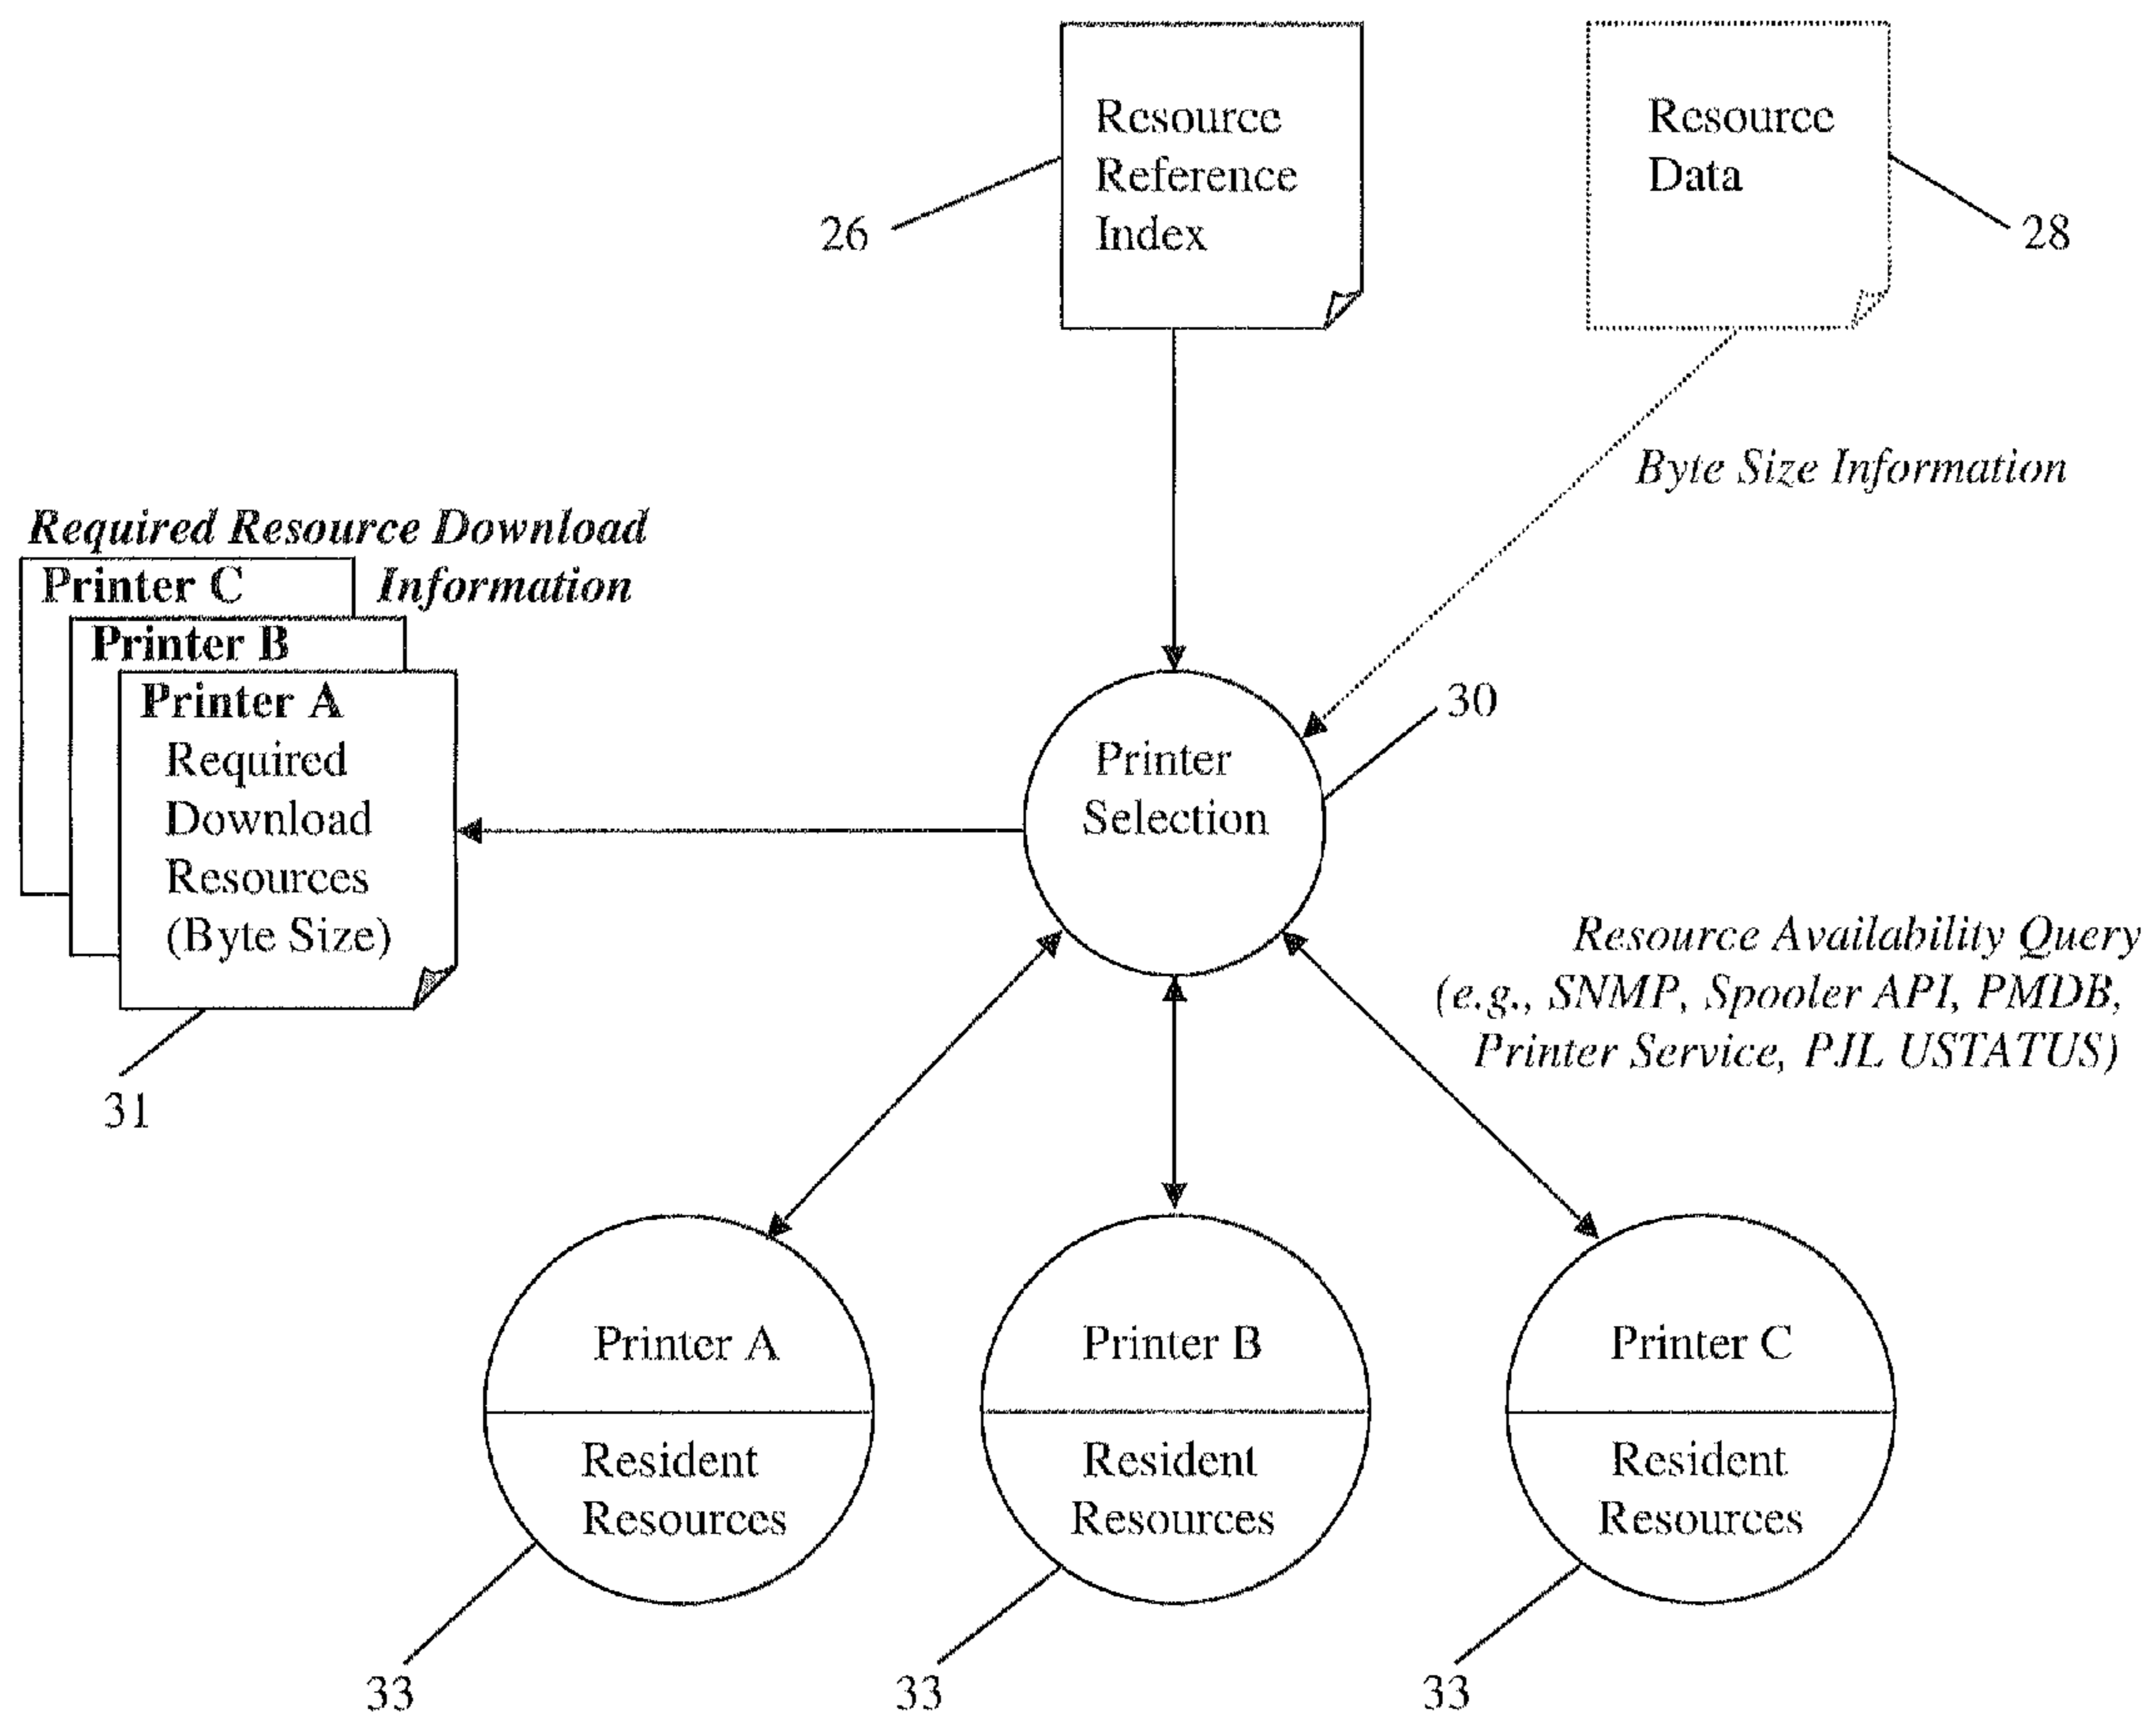 Resource
Reference
Index
26
Resource
Data
28
Byte Size Information
Required Resource Download
Information
Printer C
Printer B
Printer A
Required
Download
Resources
(Byte Size)
31
Printer
Selection
30
Resource Availability Query
(e.g., SNMP, Spooler API, PMDB,
Printer Service, PJL USTATUS)
Printer A
Resident
Resources
33
Printer B
Resident
Resources
33
Printer C
Resident
Resources
33